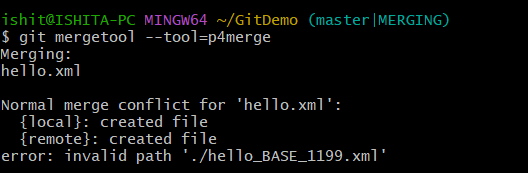 ishit@ISHITA-PC MINGW64 ~/GitDemo (master|MERGING)
$ git mergetool --tool=p4merge
Merging:
hello.xml

Normal merge conflict for 'hello.xml':
  {local}: created file
  {remote}: created file
error: invalid path './hello_BASE_1199.xml'